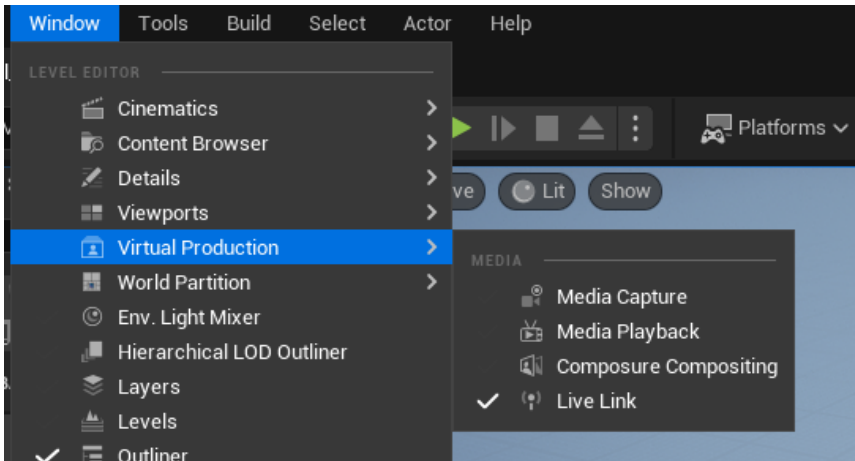 Window Tools Build Select Actor Help
LEVEL EDITOR
Cinematics
Content Browser
Details
Viewports
Virtual Production
World Partition
Env. Light Mixer
Hierarchical LOD Outliner
Layers
Levels
Outliner
Platforms
Lit Show
MEDIA
Media Capture
Media Playback
Composure Compositing
Live Link